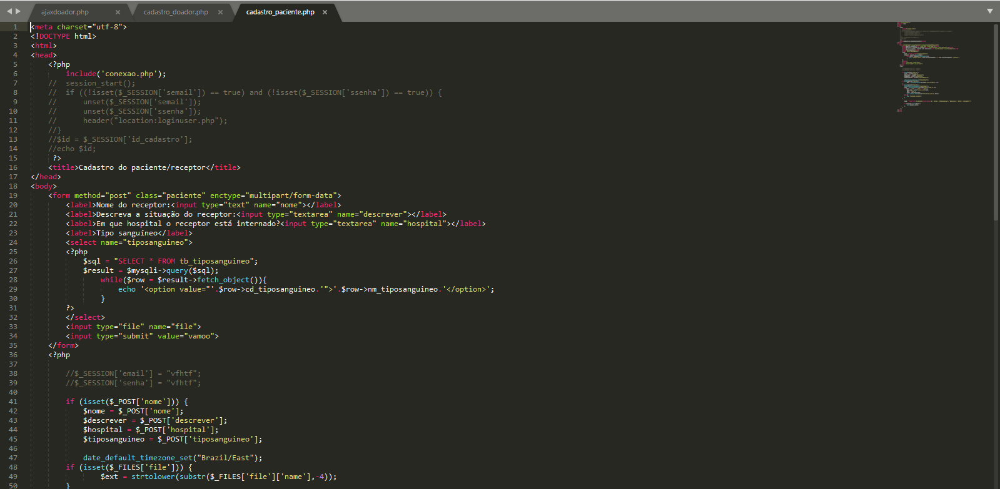 ajaxdoador.php × cadastro_doador.php × cadastro_paciente.php ×
1 <meta charset="utf-8">
2 <!DOCTYPE html>
3 <html>
4 <head>
5 <?php
6 include('conexao.php');
7 // session_start();
8 // if ((!isset($_SESSION['semail']) == true) and (!isset($_SESSION['ssenha']) == true)) {
9 // unset($_SESSION['semail']);
10 // unset($_SESSION['ssenha']);
11 // header("location:loginuser.php");
12 //}
13 //$id = $_SESSION['id_cadastro'];
14 //echo $id;
15 ?>
16 <title>Cadastro do paciente/receptor</title>
17 </head>
18 <body>
19 <form method="post" class="paciente" enctype="multipart/form-data">
20 <label>Nome do receptor:<input type="text" name="nome"></label>
21 <label>Descreva a situação do receptor:<input type="textarea" name="descrever"></label>
22 <label>Em que hospital o receptor está internado?<input type="textarea" name="hospital"></label>
23 <label>Tipo sanguíneo</label>
24 <select name="tiposanguineo">
25 <?php
26 $sql = "SELECT * FROM tb_tiposanguineo";
27 $result = $mysqli->query($sql);
28 while($row = $result->fetch_object()){
29 echo '<option value="'.$row->cd_tiposanguineo.'">'.$row->nm_tiposanguineo.'</option>';
30 }
31 ?>
32 </select>
33 <input type="file" name="file">
34 <input type="submit" value="vamoo">
35 </form>
36 <?php
37
38 //$_SESSION['email'] = "vfhtf";
39 //$_SESSION['senha'] = "vfhtf";
40
41 if (isset($_POST['nome'])) {
42 $nome = $_POST['nome'];
43 $descrever = $_POST['descrever'];
44 $hospital = $_POST['hospital'];
45 $tiposanguineo = $_POST['tiposanguineo'];
46
47 date_default_timezone_set("Brazil/East");
48 if (isset($_FILES['file'])) {
49 $ext = strtolower(substr($_FILES['file']['name'],-4));
50 }